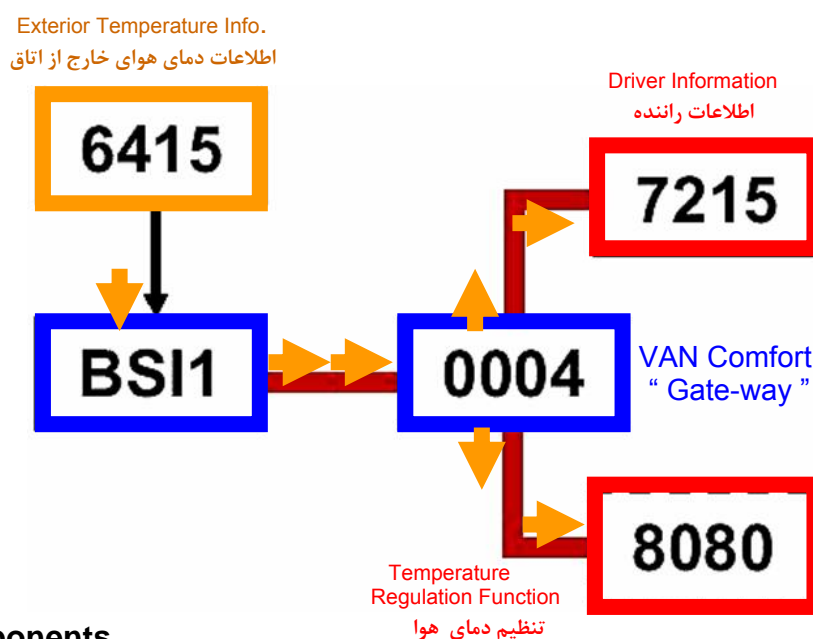 Exterior Temperature Info.
اطلاعات دمای هوای خارج از اتاق
6415
Driver Information
اطلاعات راننده
7215
BSI1
0004
VAN Comfort
“ Gate-way ”
8080
Temperature
Regulation Function
تنظیم دمای هوا